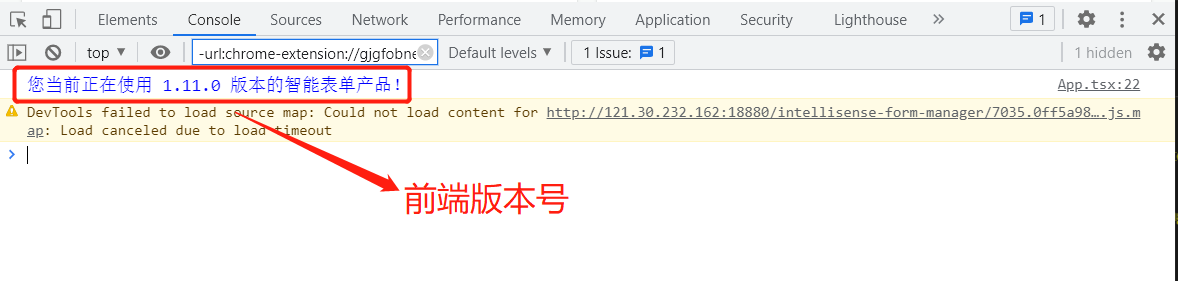 Elements Console Sources Network Performance Memory Application Security Lighthouse » 1
top -url:chrome-extension://gjgfobne Default levels 1 Issue: 1 1 hidden
您当前正在使用 1.11.0 版本的智能表单产品! App.tsx:22
DevTools failed to load source map: Could not load content for http://121.30.232.162:18880/intellisense-form-manager/7035.0ff5a98….js.m
ap: Load canceled due to load timeout
前端版本号